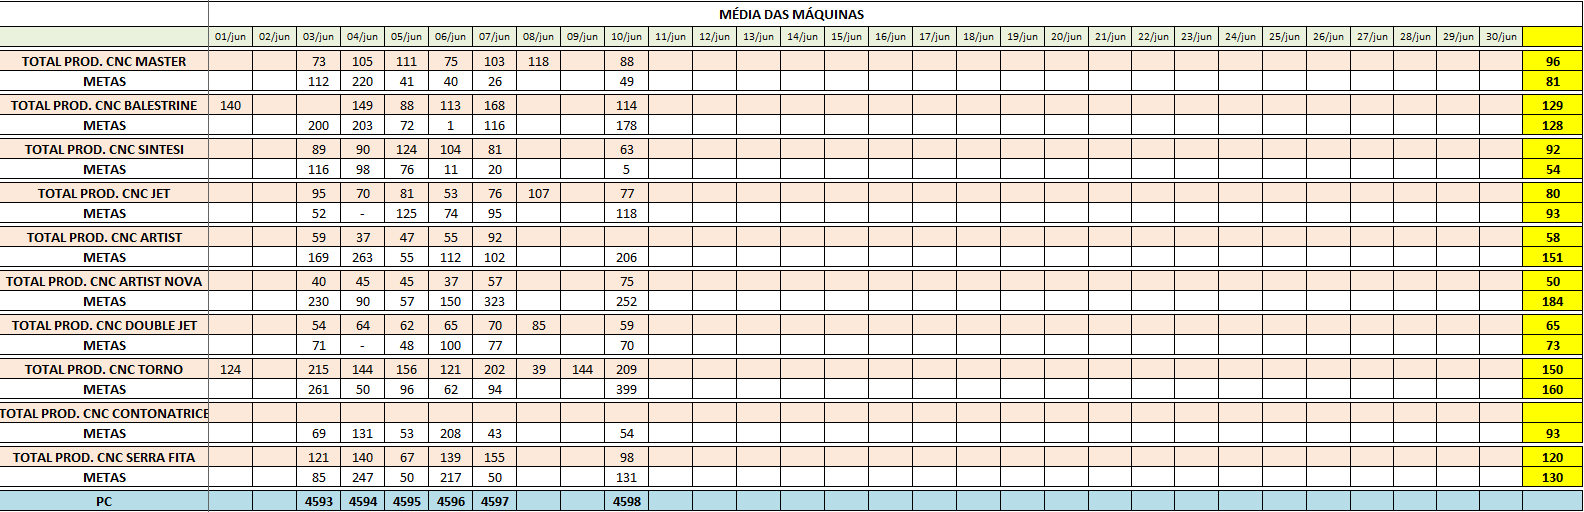 MÉDIA DAS MÁQUINAS
01/jun 02/jun 03/jun 04/jun 05/jun 06/jun 07/jun 08/jun 09/jun 10/jun 11/jun 12/jun 13/jun 14/jun 15/jun 16/jun 17/jun 18/jun 19/jun 20/jun 21/jun 22/jun 23/jun 24/jun 25/jun 26/jun 27/jun 28/jun 29/jun 30/jun
TOTAL PROD. CNC MASTER 73 105 111 75 103 118 88 96
METAS 112 220 41 40 26 49 81
TOTAL PROD. CNC BALESTRINE 140 149 88 113 168 114 129
METAS 200 203 72 1 116 178 128
TOTAL PROD. CNC SINTESI 89 90 124 104 81 63 92
METAS 116 98 76 11 20 5 54
TOTAL PROD. CNC JET 95 70 81 53 76 107 77 80
METAS 52 - 125 74 95 118 93
TOTAL PROD. CNC ARTIST 59 37 47 55 92 58
METAS 169 263 55 112 102 206 151
TOTAL PROD. CNC ARTIST NOVA 40 45 45 37 57 75 50
METAS 230 90 57 150 323 252 184
TOTAL PROD. CNC DOUBLE JET 54 64 62 65 70 85 59 65
METAS 71 - 48 100 77 70 73
TOTAL PROD. CNC TORNO 124 215 144 156 121 202 39 144 209 150
METAS 261 50 96 62 94 399 160
TOTAL PROD. CNC CONTONATRICE
METAS 69 131 53 208 43 54 93
TOTAL PROD. CNC SERRA FITA 121 140 67 139 155 98 120
METAS 85 247 50 217 50 131 130
PC 4593 4594 4595 4596 4597 4598